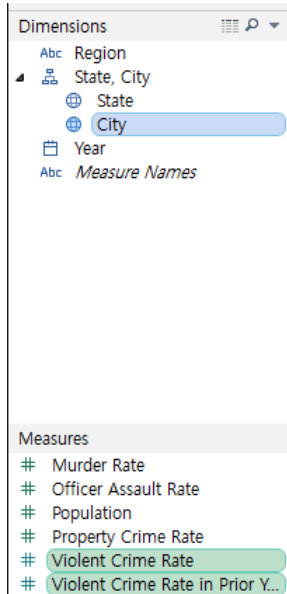 Dimensions
Abc Region
State, City
State
City
Year
Abc Measure Names
Measures
# Murder Rate
# Officer Assault Rate
# Population
# Property Crime Rate
# Violent Crime Rate
# Violent Crime Rate in Prior Y...